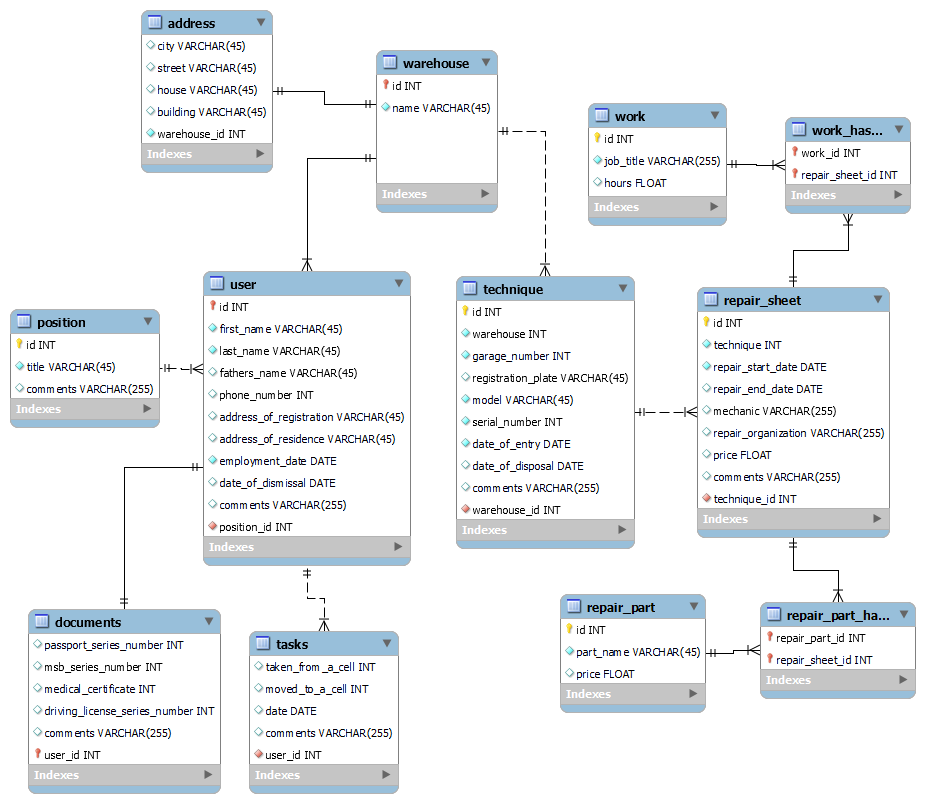 address
city VARCHAR(45)
street VARCHAR(45)
house VARCHAR(45)
building VARCHAR(45)
warehouse_id INT
Indexes
warehouse
id INT
name VARCHAR(45)
Indexes
work
id INT
job_title VARCHAR(255)
hours FLOAT
Indexes
work_has...
work_id INT
repair_sheet_id INT
Indexes
position
id INT
title VARCHAR(45)
comments VARCHAR(255)
Indexes
user
id INT
first_name VARCHAR(45)
last_name VARCHAR(45)
fathers_name VARCHAR(45)
phone_number INT
address_of_registration VARCHAR(45)
address_of_residence VARCHAR(45)
employment_date DATE
date_of_dismissal DATE
comments VARCHAR(255)
position_id INT
Indexes
technique
id INT
warehouse INT
garage_number INT
registration_plate VARCHAR(45)
model VARCHAR(45)
serial_number INT
date_of_entry DATE
date_of_disposal DATE
comments VARCHAR(255)
warehouse_id INT
Indexes
repair_sheet
id INT
technique INT
repair_start_date DATE
repair_end_date DATE
mechanic VARCHAR(255)
repair_organization VARCHAR(255)
price FLOAT
comments VARCHAR(255)
technique_id INT
Indexes
documents
passport_series_number INT
msb_series_number INT
medical_certificate INT
driving_license_series_number INT
comments VARCHAR(255)
user_id INT
Indexes
tasks
taken_from_a_cell INT
moved_to_a_cell INT
date DATE
comments VARCHAR(255)
user_id INT
Indexes
repair_part
id INT
part_name VARCHAR(45)
price FLOAT
Indexes
repair_part_ha...
repair_part_id INT
repair_sheet_id INT
Indexes